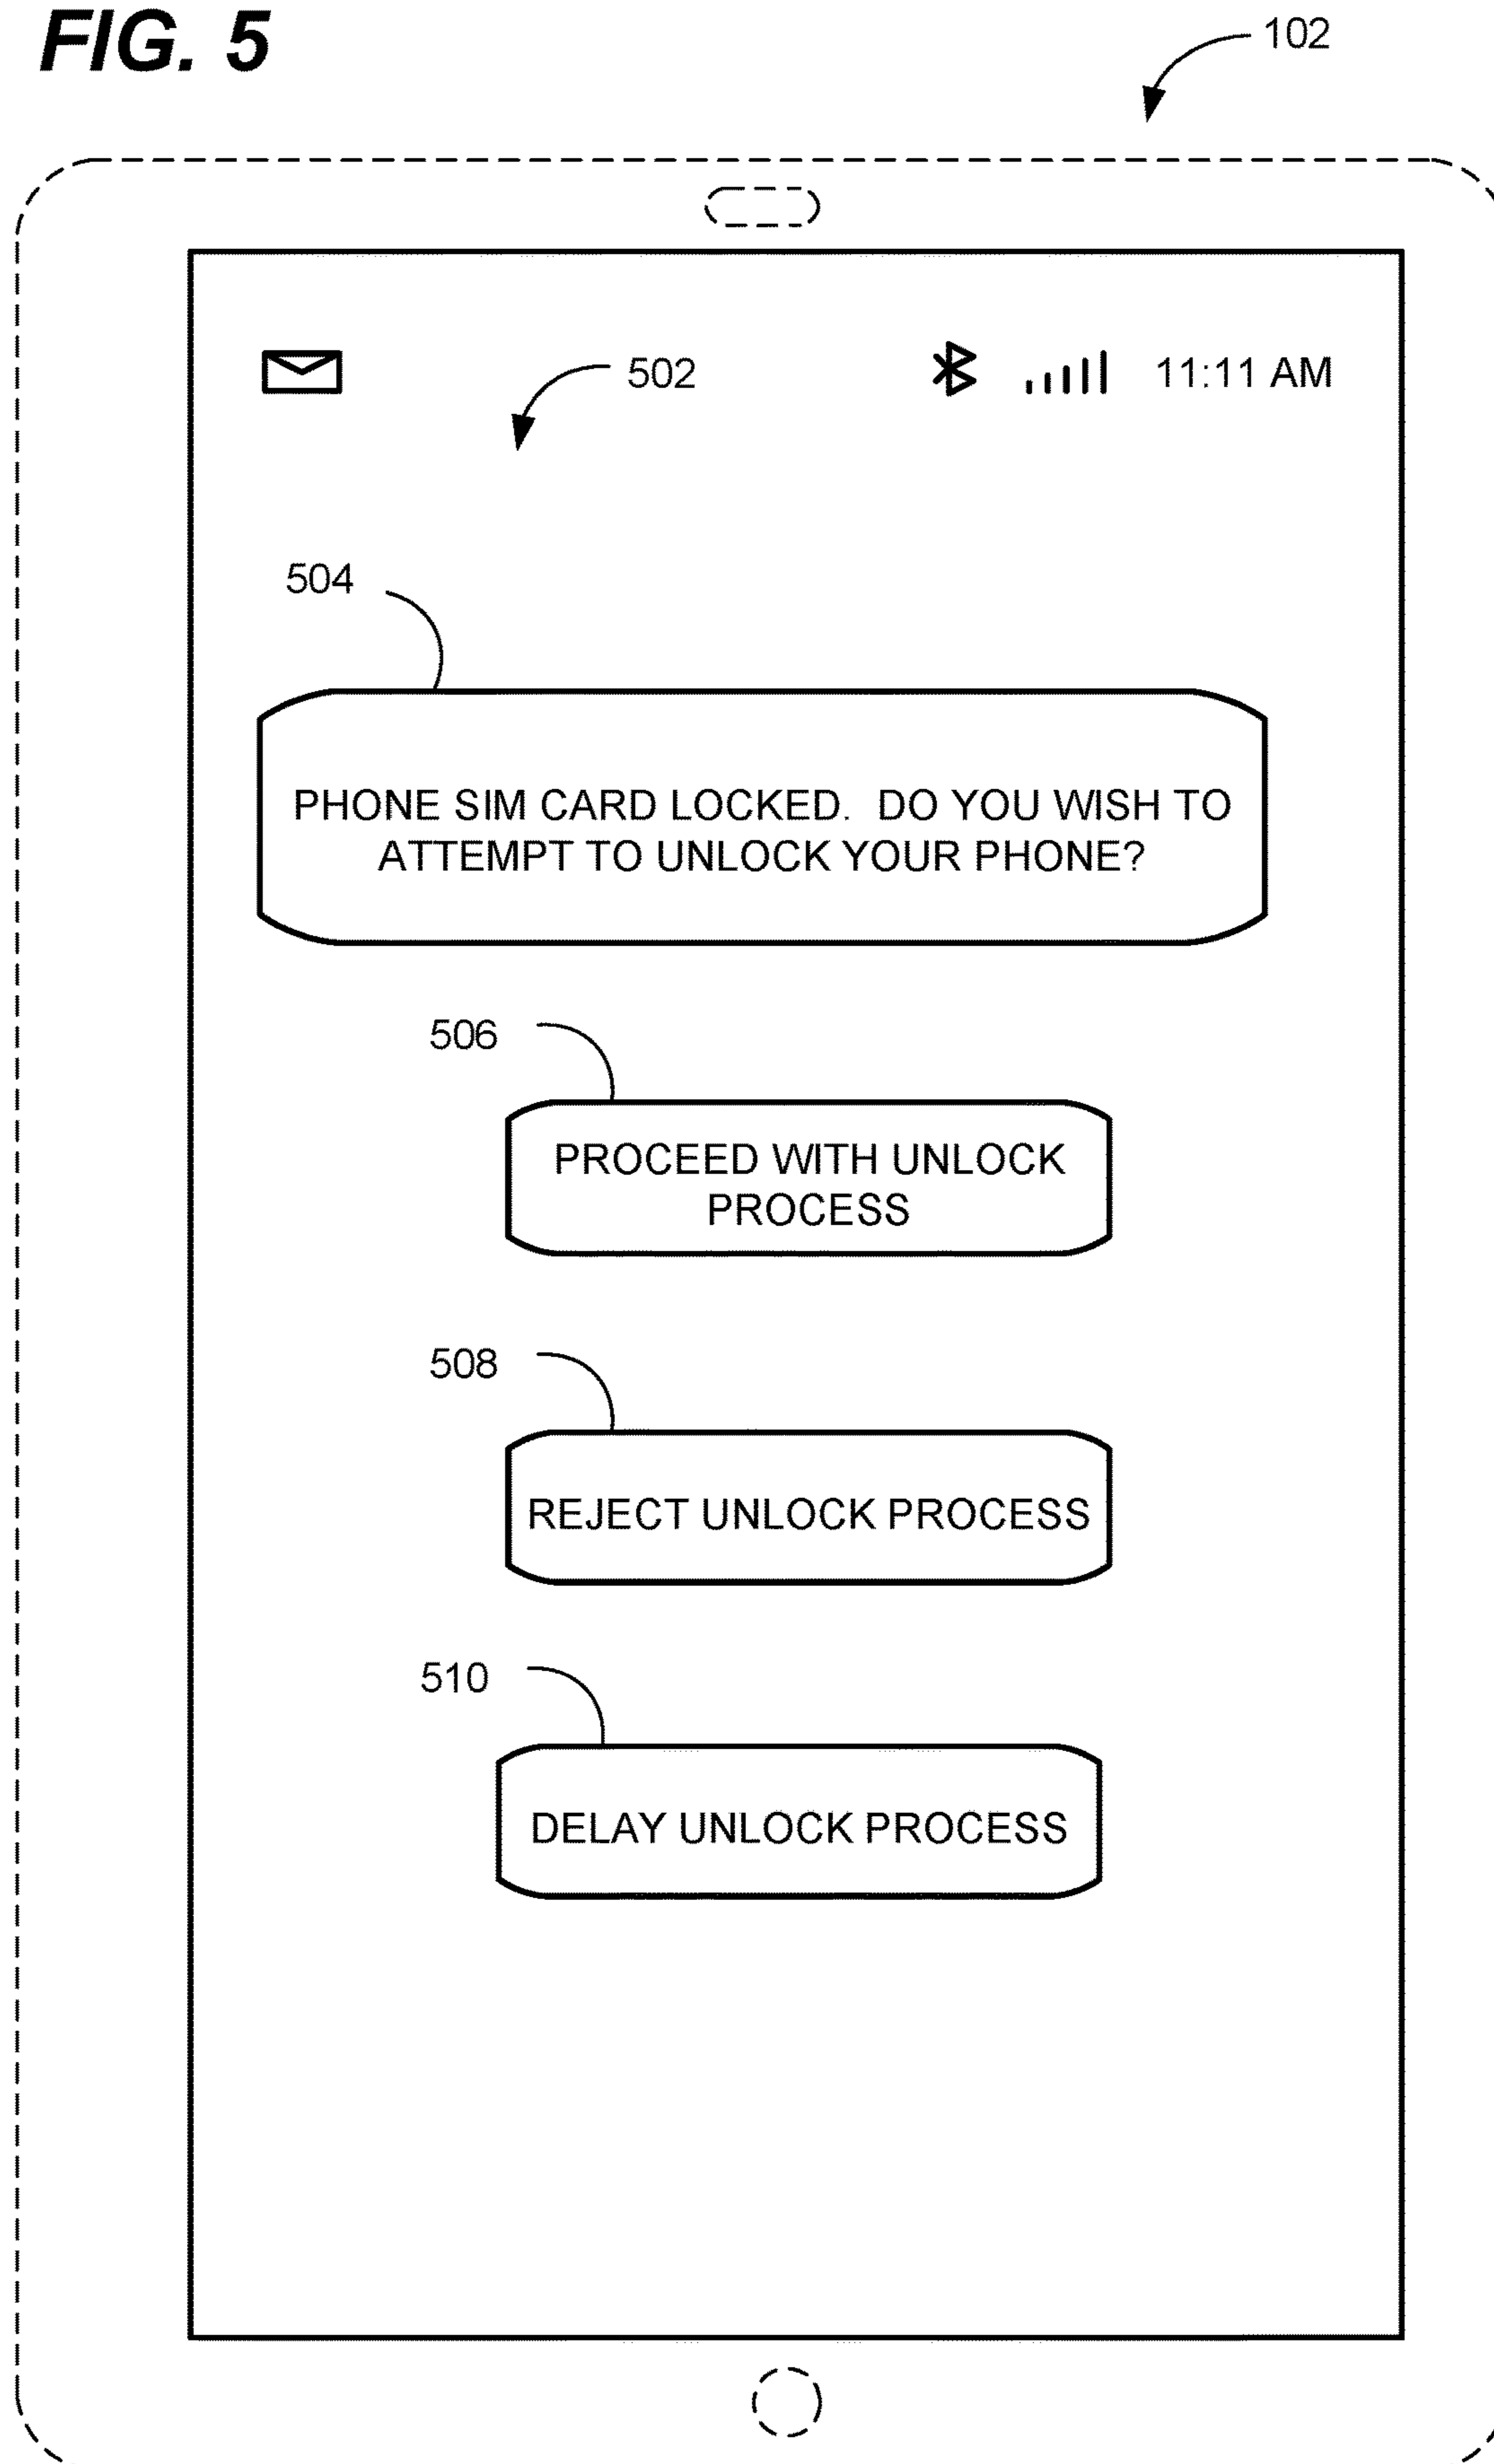 FIG. 5
102
502
11:11 AM
504
PHONE SIM CARD LOCKED. DO YOU WISH TO
ATTEMPT TO UNLOCK YOUR PHONE?
506
PROCEED WITH UNLOCK
PROCESS
508
REJECT UNLOCK PROCESS
510
DELAY UNLOCK PROCESS